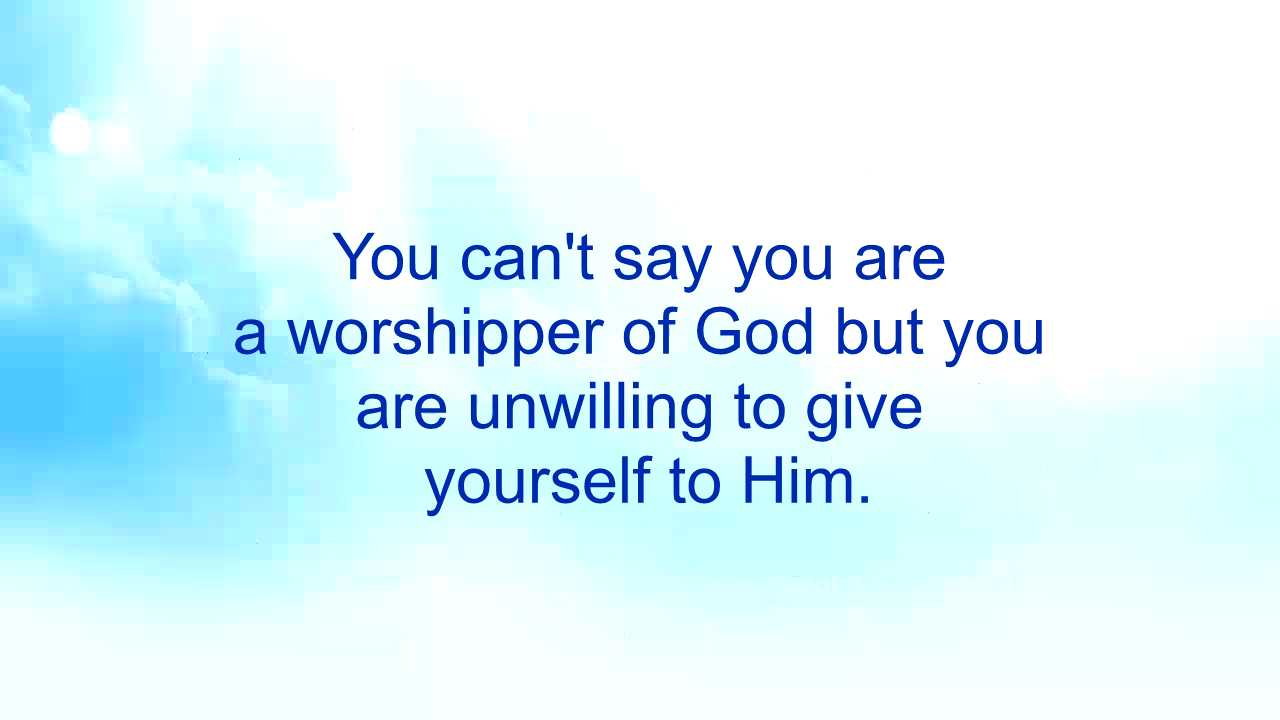 You can't say you are
a worshipper of God but you
are unwilling to give
yourself to Him.